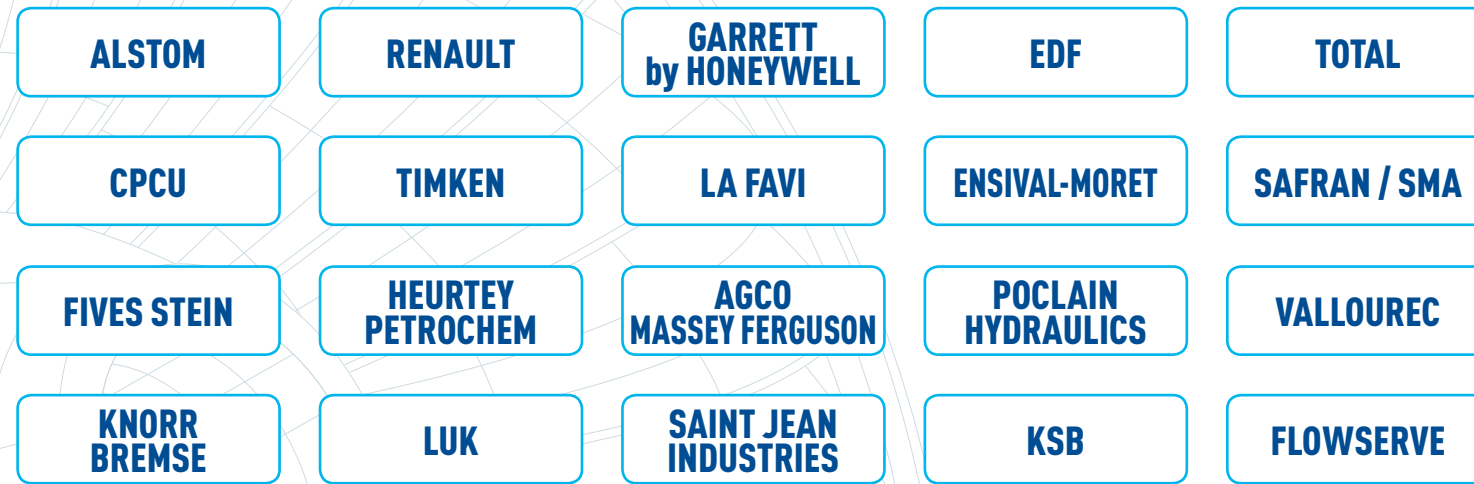 ALSTOM
RENAULT
GARRETT
by HONEYWELL
EDF
TOTAL
CPCU
TIMKEN
LA FAVI
ENSIVAL-MORET
SAFRAN / SMA
FIVES STEIN
HEURTEY
PETROCHEM
AGCO
MASSEY FERGUSON
POCLAIN
HYDRAULICS
VALLOUREC
KNORR
BREMSE
LUK
SAINT JEAN
INDUSTRIES
KSB
FLOWSERVE